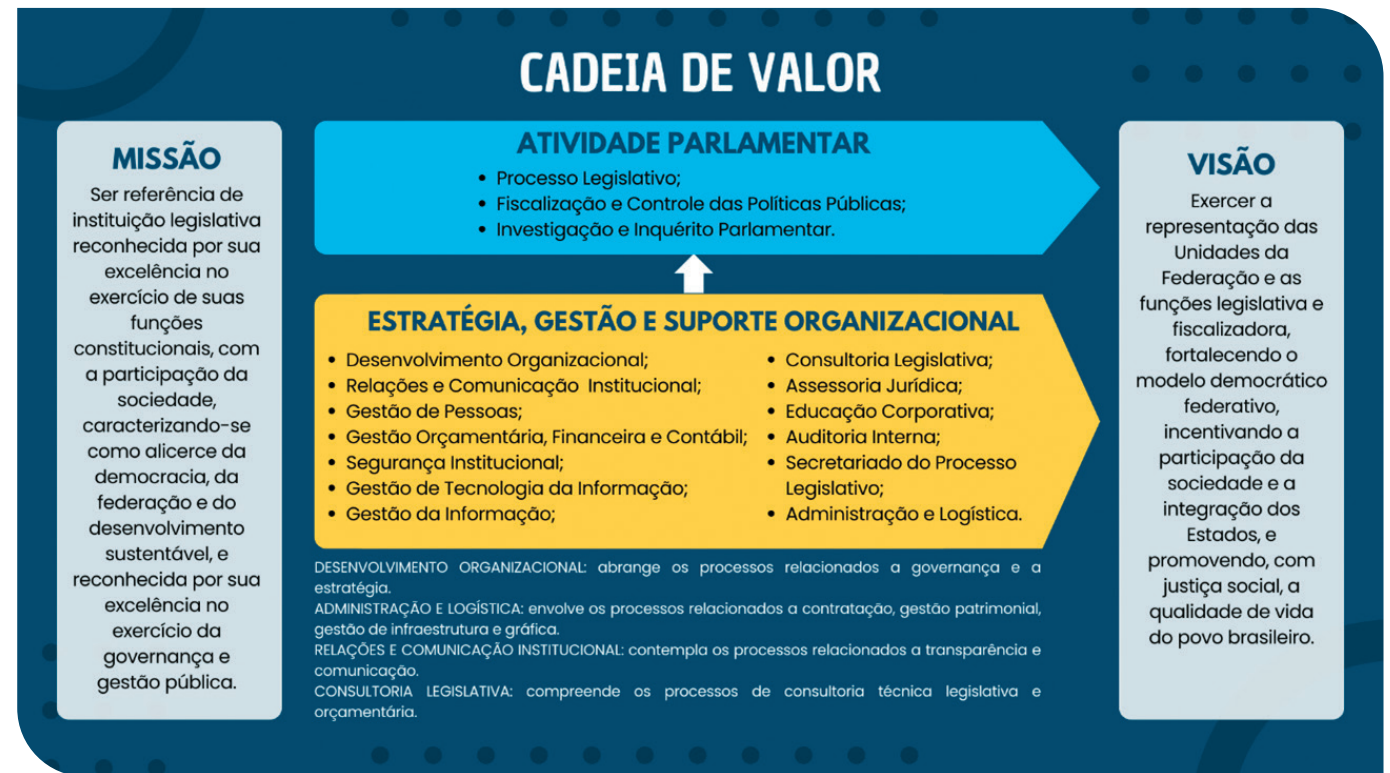 CADEIA DE VALOR
MISSÃO
Ser referência de
instituição legislativa
reconhecida por sua
excelência no
exercício de suas
funções
constitucionais, com
a participação da
sociedade,
caracterizando-se
como alicerce da
democracia, da
federação e do
desenvolvimento
sustentável, e
reconhecida por sua
excelência no
exercício da
governança e
gestão pública.
ATIVIDADE PARLAMENTAR
• Processo Legislativo;
• Fiscalização e Controle das Políticas Públicas;
• Investigação e Inquérito Parlamentar.
ESTRATÉGIA, GESTÃO E SUPORTE ORGANIZACIONAL
• Desenvolvimento Organizacional;
• Relações e Comunicação Institucional;
• Gestão de Pessoas;
• Gestão Orçamentária, Financeira e Contábil;
• Segurança Institucional;
• Gestão de Tecnologia da Informação;
• Gestão da Informação;
• Consultoria Legislativa;
• Assessoria Jurídica;
• Educação Corporativa;
• Auditoria Interna;
• Secretariado do Processo
Legislativo;
• Administração e Logística.
DESENVOLVIMENTO ORGANIZACIONAL: abrange os processos relacionados a governança e a
estratégia.
ADMINISTRAÇÃO E LOGÍSTICA: envolve os processos relacionados a contratação, gestão patrimonial,
gestão de infraestrutura e gráfica.
RELAÇÕES E COMUNICAÇÃO INSTITUCIONAL: contempla os processos relacionados a transparência e
comunicação.
CONSULTORIA LEGISLATIVA: compreende os processos de consultoria técnica legislativa e
orçamentária.
VISÃO
Exercer a
representação das
Unidades da
Federação e as
funções legislativa e
fiscalizadora,
fortalecendo o
modelo democrático
federativo,
incentivando a
participação da
sociedade e a
integração dos
Estados, e
promovendo, com
justiça social, a
qualidade de vida
do povo brasileiro.